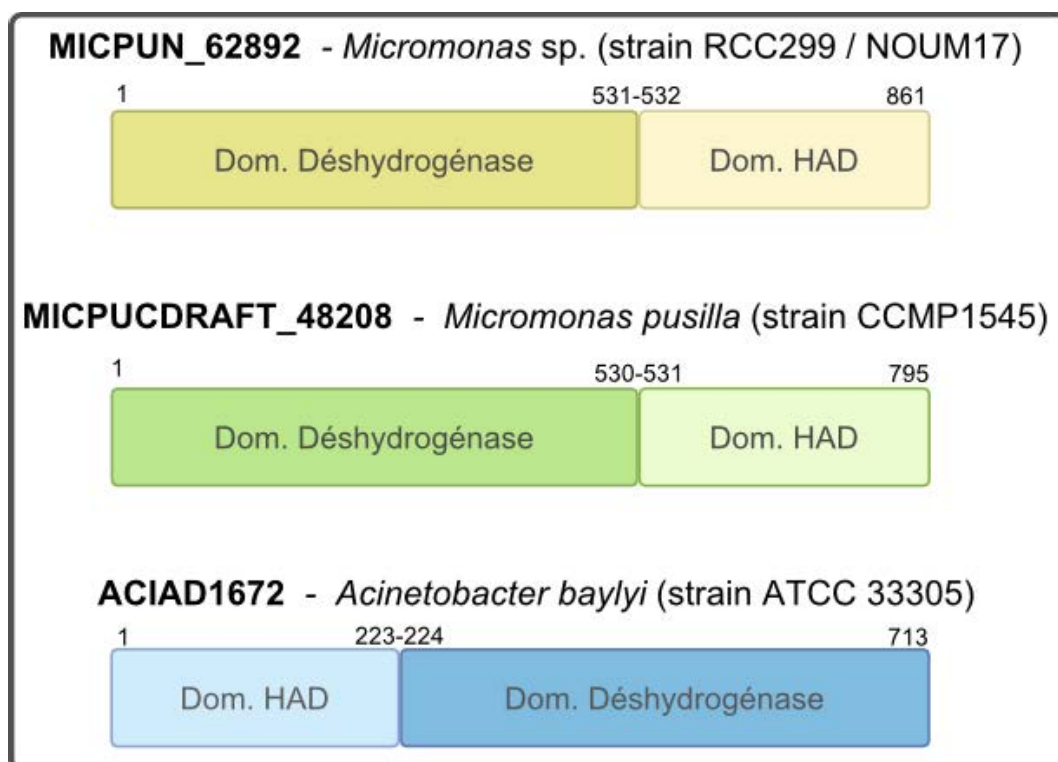 MICPUN_62892 - Micromonas sp. (strain RCC299 / NOUM17)
1 531-532 861
Dom. Déshydrogénase Dom. HAD
MICPUCDRAFT_48208 - Micromonas pusilla (strain CCMP1545)
1 530-531 795
Dom. Déshydrogénase Dom. HAD
ACIAD1672 - Acinetobacter baylyi (strain ATCC 33305)
1 223-224 713
Dom. HAD Dom. Déshydrogénase